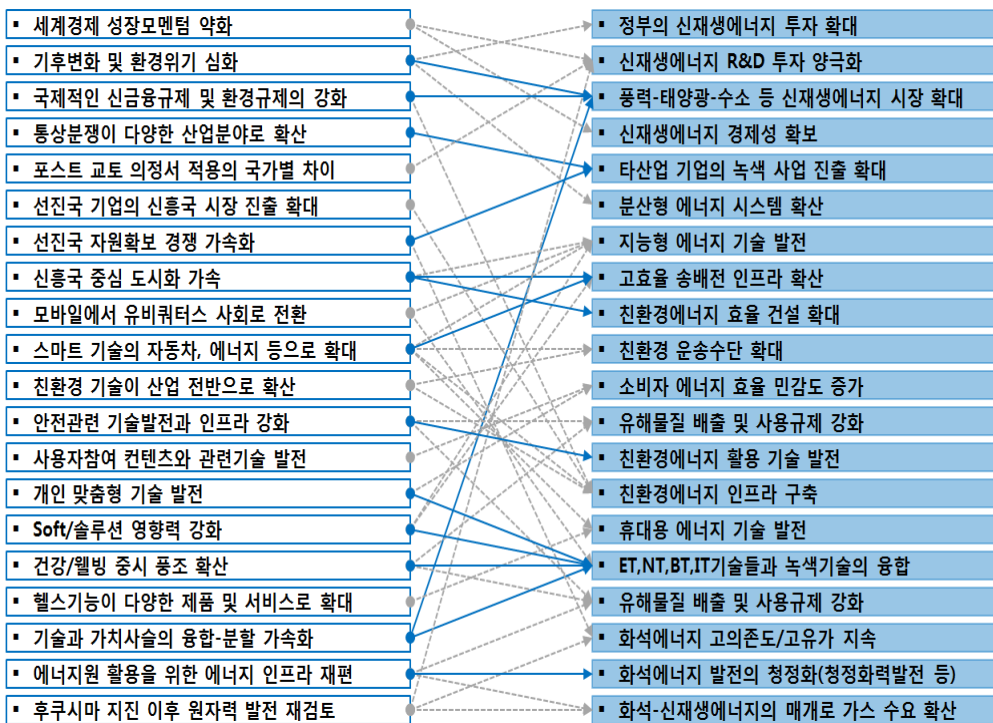 ▪ 세계경제 성장모멘텀 약화
▪ 기후변화 및 환경위기 심화
▪ 국제적인 신금융규제 및 환경규제의 강화
▪ 통상분쟁이 다양한 산업분야로 확산
▪ 포스트 교토 의정서 적용의 국가별 차이
▪ 선진국 기업의 신흥국 시장 진출 확대
▪ 선진국 자원확보 경쟁 가속화
▪ 신흥국 중심 도시화 가속
▪ 모바일에서 유비쿼터스 사회로 전환
▪ 스마트 기술의 자동차, 에너지 등으로 확대
▪ 친환경 기술이 산업 전반으로 확산
▪ 안전관련 기술발전과 인프라 강화
▪ 사용자참여 컨텐츠와 관련기술 발전
▪ 개인 맞춤형 기술 발전
▪ Soft/솔루션 영향력 강화
▪ 건강/웰빙 중시 풍조 확산
▪ 헬스기능이 다양한 제품 및 서비스로 확대
▪ 기술과 가치사슬의 융합-분할 가속화
▪ 에너지원 활용을 위한 에너지 인프라 재편
▪ 후쿠시마 지진 이후 원자력 발전 재검토
▪ 정부의 신재생에너지 투자 확대
▪ 신재생에너지 R&D 투자 양극화
▪ 풍력-태양광-수소 등 신재생에너지 시장 확대
▪ 신재생에너지 경제성 확보
▪ 타산업 기업의 녹색 사업 진출 확대
▪ 분산형 에너지 시스템 확산
▪ 지능형 에너지 기술 발전
▪ 고효율 송배전 인프라 확산
▪ 친환경에너지 효율 건설 확대
▪ 친환경 운송수단 확대
▪ 소비자 에너지 효율 민감도 증가
▪ 유해물질 배출 및 사용규제 강화
▪ 친환경에너지 활용 기술 발전
▪ 친환경에너지 인프라 구축
▪ 휴대용 에너지 기술 발전
▪ ET,NT,BT,IT기술들과 녹색기술의 융합
▪ 유해물질 배출 및 사용규제 강화
▪ 화석에너지 고의존도/고유가 지속
▪ 화석에너지 발전의 청정화(청정화력발전 등)
▪ 화석-신재생에너지의 매개로 가스 수요 확산